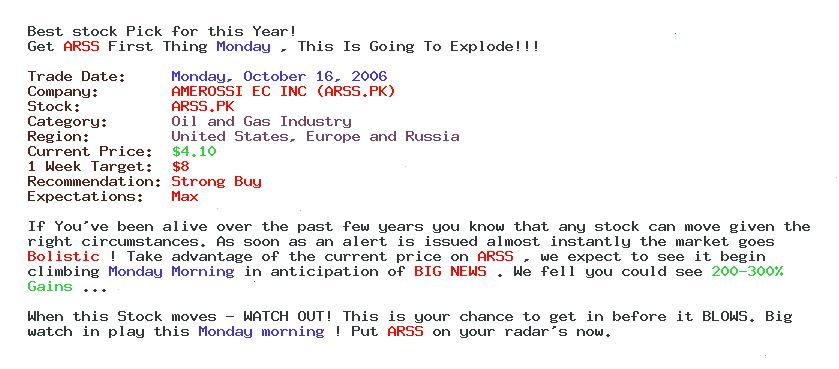 Best stock Pick for this Year!
Get ARSS First Thing Monday , This Is Going To Explode!!!
Trade Date: Monday, October 16, 2006
Company: AMEROSSI EC INC (ARSS.PK)
Stock: ARSS.PK
Category: Oil and Gas Industry
Region: United States, Europe and Russia
Current Price: $4.10
1 Week Target: $8
Recommendation: Strong Buy
Expectations: Max
If You've been alive over the past few years you know that any stock can move given the
right circumstances. As soon as an alert is issued almost instantly the market goes
Bolistic ! Take advantage of the current price on ARSS , we expect to see it begin
climbing Monday Morning in anticipation of BIG NEWS . We fell you could see 200-300%
Gains ...
When this Stock moves - WATCH OUT! This is your chance to get in before it BLOWS. Big
watch in play this Monday morning ! Put ARSS on your radar's now.